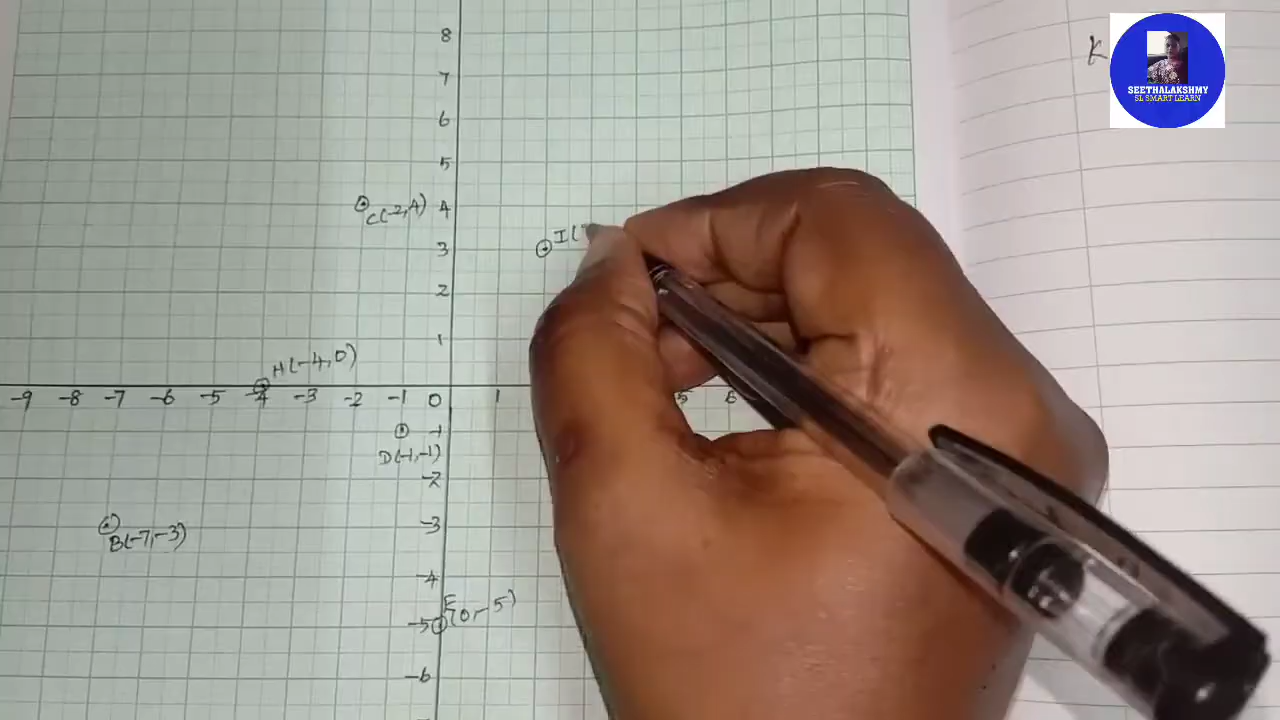 8
7
K
SEETHALAKSHMY
SL SMART LEARN
6
5
C(-2,4) 4
I(
3
2
1
H(-4,0)
-9 -8 -7 -6 -5 -4 -3 -2 -1 0 1 5 6
-1
D(-1,-1)
-2
-3
B(-7,-3)
-4
E(0,-5)
-5
-6